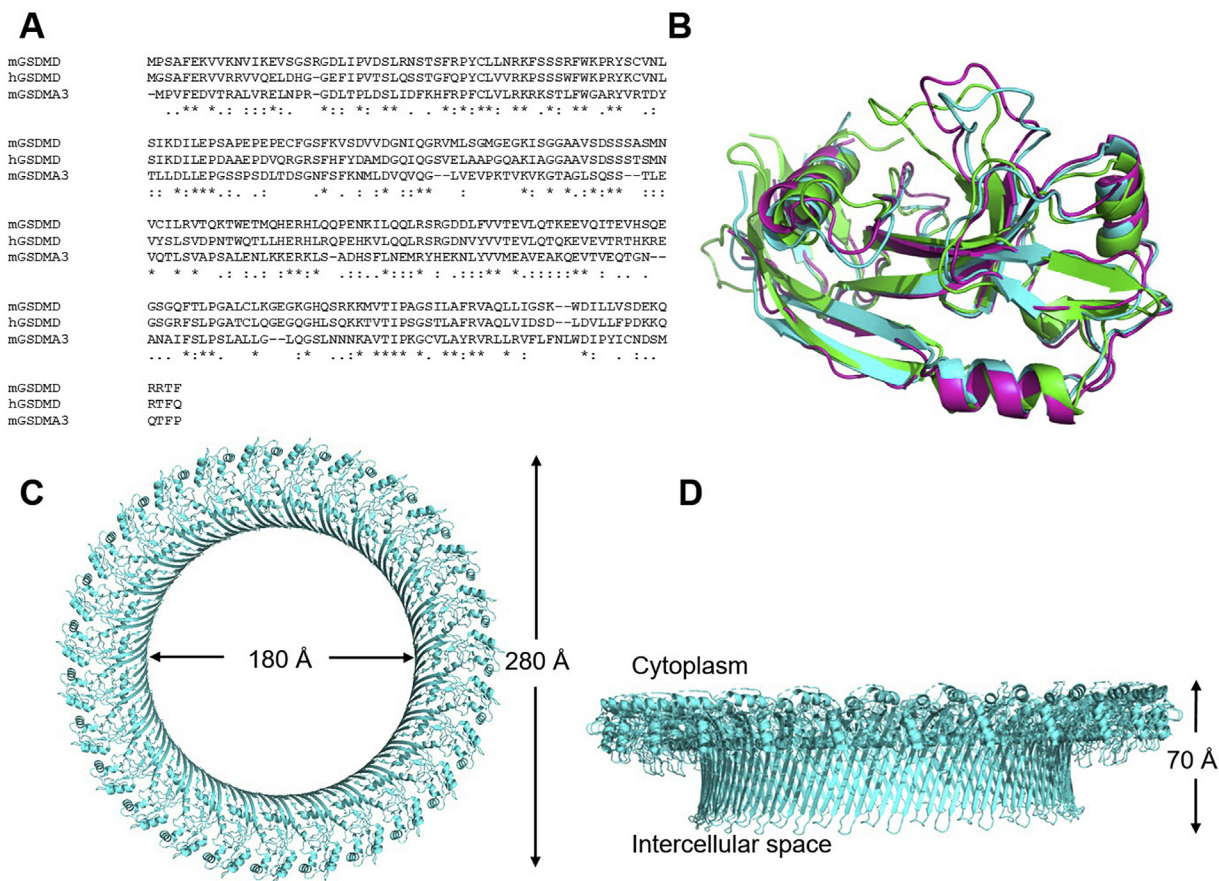 A
B
mGSDMD MPSAFEKVVKNVIKEVSGSRGDLIPVDSLRNSTSFRPYCLLNRKFSSSRFWKPRYSCVNL
hGSDMD MGSAFERVVRRVVQELDHG-GEFIPVTSLQSSTGFQPYCLVVRKPSSSWFWKPRYKCVNL
mGSDMA3 -MPVFEDVTRALVRELNPR-GDLTPLDSLIDFKHFRPFCLVLRKRKSTLFWGARYVRTDY
mGSDMD SIKDILEPSAPEPEPECFGSFKVSDVVDGNIQGRVMLSGMGEGKISGGAAVSDSSSASMN
hGSDMD SIKDILEPDAAEPDVQRGRSFHFYDAMDGQIQGSVELAAPGQAKIAGGAAVSDSSSTSMN
mGSDMA3 TLLDLLEPGSSPSDLTDSGNFSFKNMLDVQVQG--LVEVPKTVKVKGTAGLSQSS--TLE
mGSDMD VCILRVTQKTWETMQHERHLQQPENKILQQLRSRGDDLFVVTEVLQTKEEVQITEVHSQE
hGSDMD VYSLSVDPNTWQTLLHERHLRQPEHKVLQQLRSRGDNVYVVTEVLQTQKEVEVTRTHKRE
mGSDMA3 VQTLSVAPSALENLKKERKLS-ADHSFLNEMRYHEKNLYVVMEAVEAKQEVTVEQTGN--
mGSDMD GSGQFTLPGALCLKGEGKGHQSRKKMVTIPAGSILAFRVAQLLIGSK--WDILLVSDEKQ
hGSDMD GSGRFSLPGATCLQGEGQGHLSQKKTVTIPSGSTLAFRVAQLVIDSD--LDVLLFPDKKQ
mGSDMA3 ANAIFSLPSLALLG--LQGSLNNNKAVTIPKGCVLAYRVRLLRVFLFNLWDIPYICNDSM
mGSDMD RRTF
hGSDMD RTFQ
mGSDMA3 QTFP
C
180 Å
280 Å
D
Cytoplasm
70 Å
Intercellular space